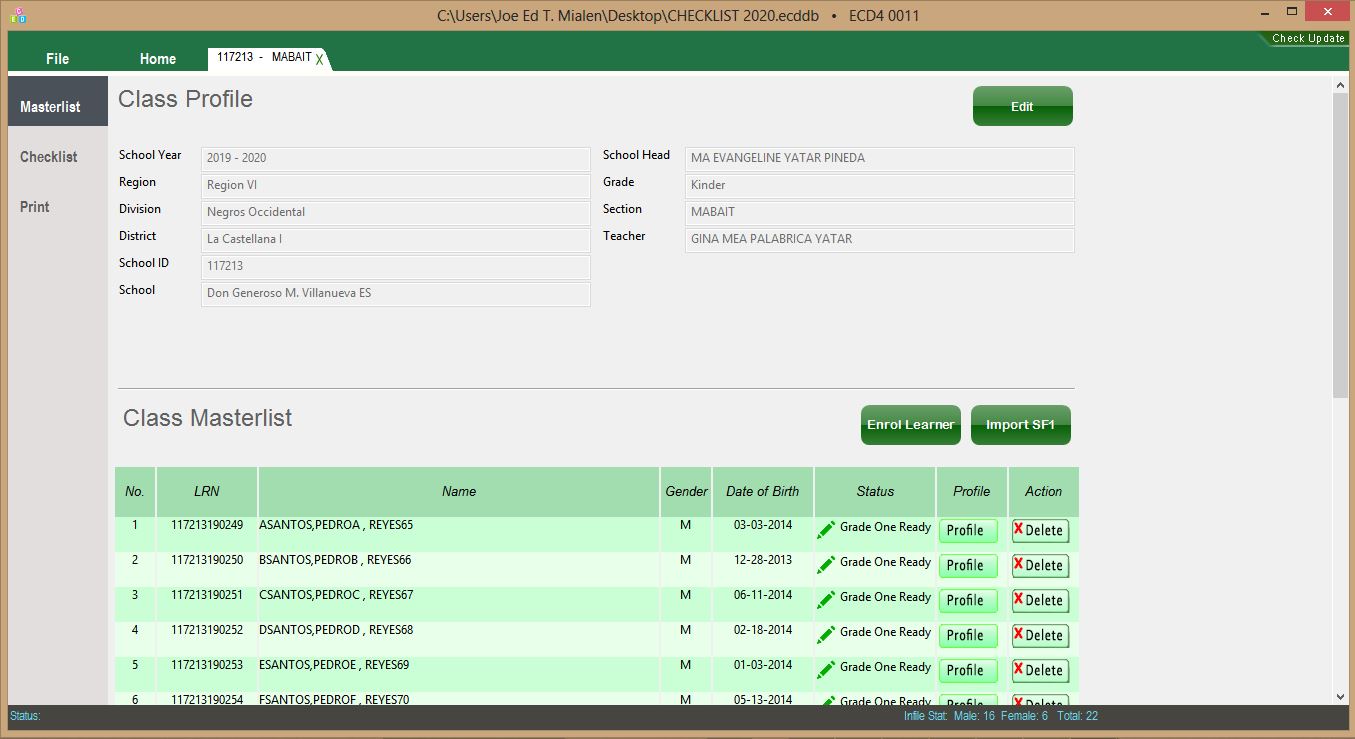 C:\Users\Joe Ed T. Mialen\Desktop\CHECKLIST 2020.ecddb • ECD4 0011
Check Update
File Home 117213 - MABAIT X
Masterlist
Checklist
Print
Class Profile
Edit
School Year 2019 - 2020 School Head MA EVANGELINE YATAR PINEDA
Region Region VI Grade Kinder
Division Negros Occidental Section MABAIT
District La Castellana I Teacher GINA MEA PALABRICA YATAR
School ID 117213
School Don Generoso M. Villanueva ES
Class Masterlist
Enrol Learner Import SF1
No. LRN Name Gender Date of Birth Status Profile Action
1 117213190249 ASANTOS,PEDROA , REYES65 M 03-03-2014 Grade One Ready Profile X Delete
2 117213190250 BSANTOS,PEDROB , REYES66 M 12-28-2013 Grade One Ready Profile X Delete
3 117213190251 CSANTOS,PEDROC , REYES67 M 06-11-2014 Grade One Ready Profile X Delete
4 117213190252 DSANTOS,PEDROD , REYES68 M 02-18-2014 Grade One Ready Profile X Delete
5 117213190253 ESANTOS,PEDROE , REYES69 M 01-03-2014 Grade One Ready Profile X Delete
6 117213190254 FSANTOS,PEDROF , REYES70 M 05-13-2014 Grade One Ready Profile X Delete
Status: Infile Stat: Male: 16 Female: 6 Total: 22